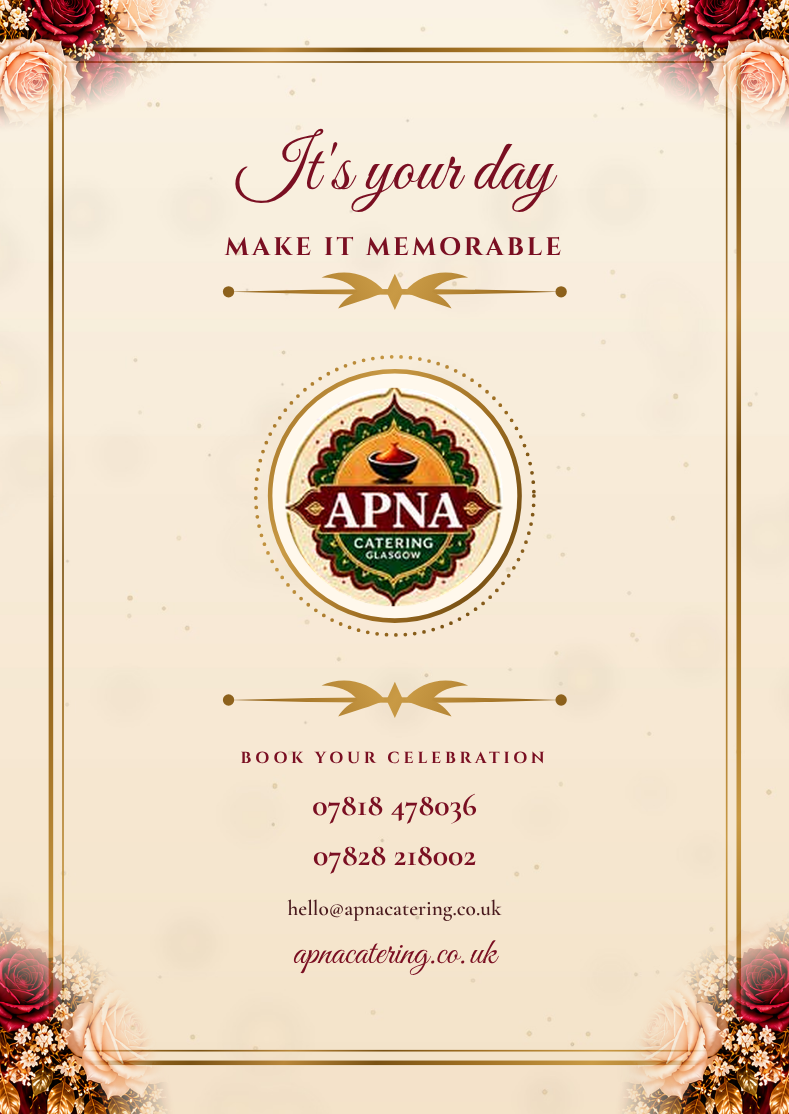 It's your day
MAKE IT MEMORABLE
APNA
CATERING
GLASGOW
BOOK YOUR CELEBRATION
07818 478036
07828 218002
hello@apnacatering.co.uk
apnacatering.co.uk